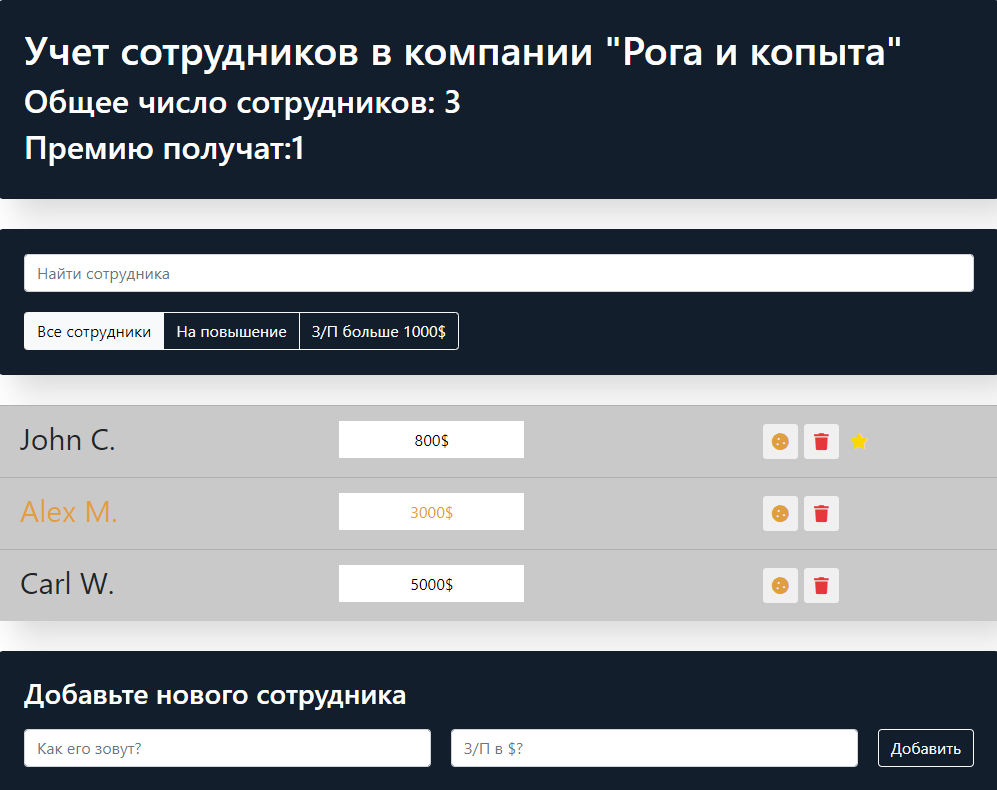 Учет сотрудников в компании "Рога и копыта"
Общее число сотрудников: 3
Премию получат:1
Найти сотрудника
Все сотрудники На повышение З/П больше 1000$
John C. 800$
Alex M. 3000$
Carl W. 5000$
Добавьте нового сотрудника
Как его зовут? З/П в $? Добавить